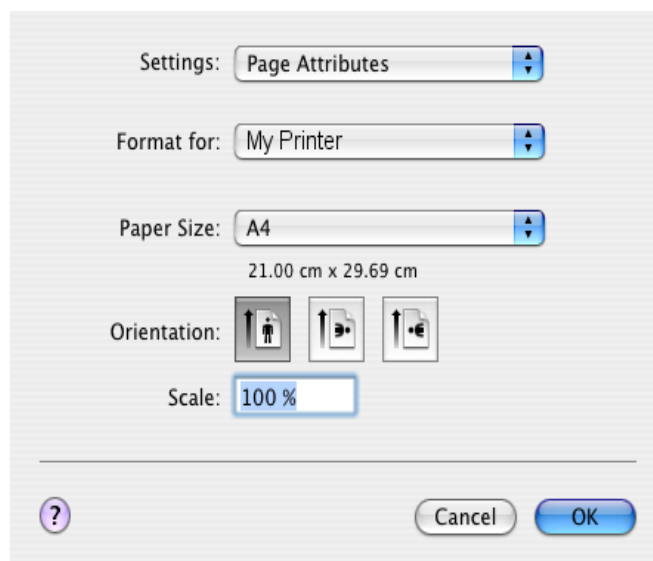 Settings: Page Attributes
Format for: My Printer
Paper Size: A4
21.00 cm x 29.69 cm
Orientation:
Scale: 100 %
? Cancel OK